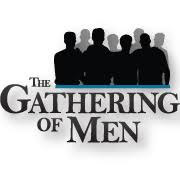 THE
GATHERING
OF MEN